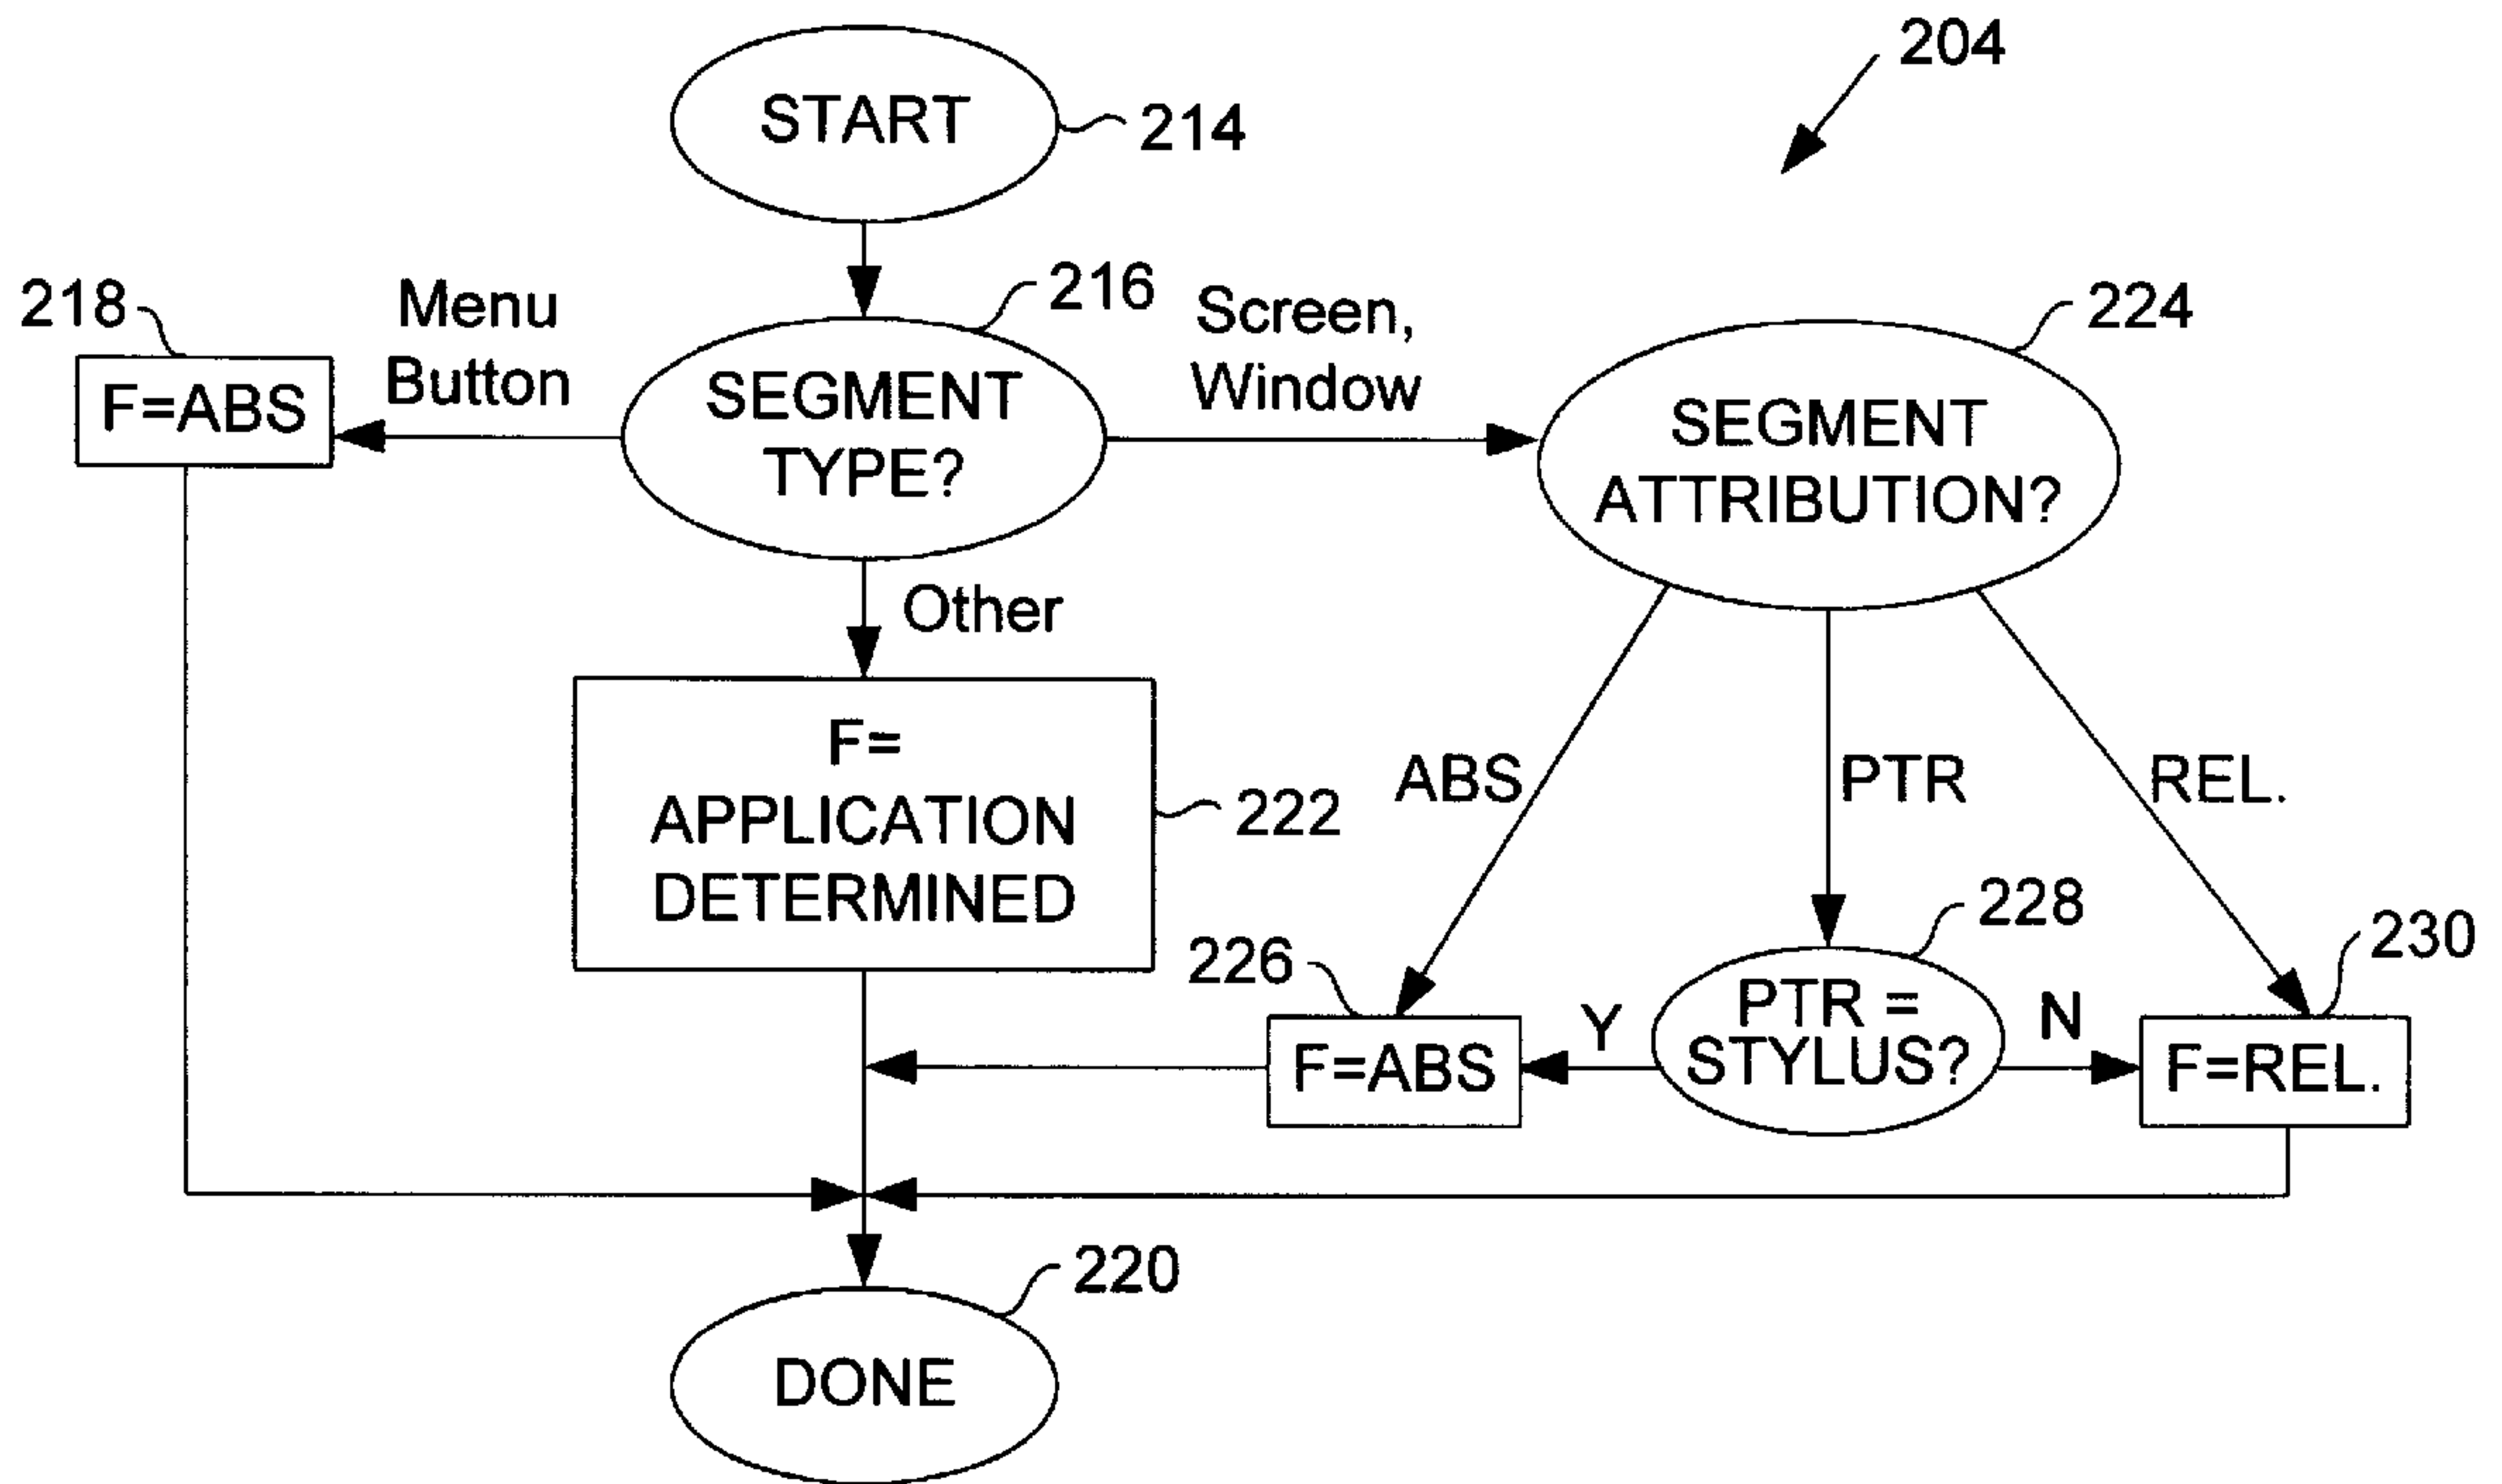 204
START
214
216
218
Menu
Button
F=ABS
SEGMENT
TYPE?
Screen,
Window
224
SEGMENT
ATTRIBUTION?
Other
F=
APPLICATION
DETERMINED
222
ABS
PTR
REL.
226
228
230
F=ABS
Y
PTR =
STYLUS?
N
F=REL.
220
DONE